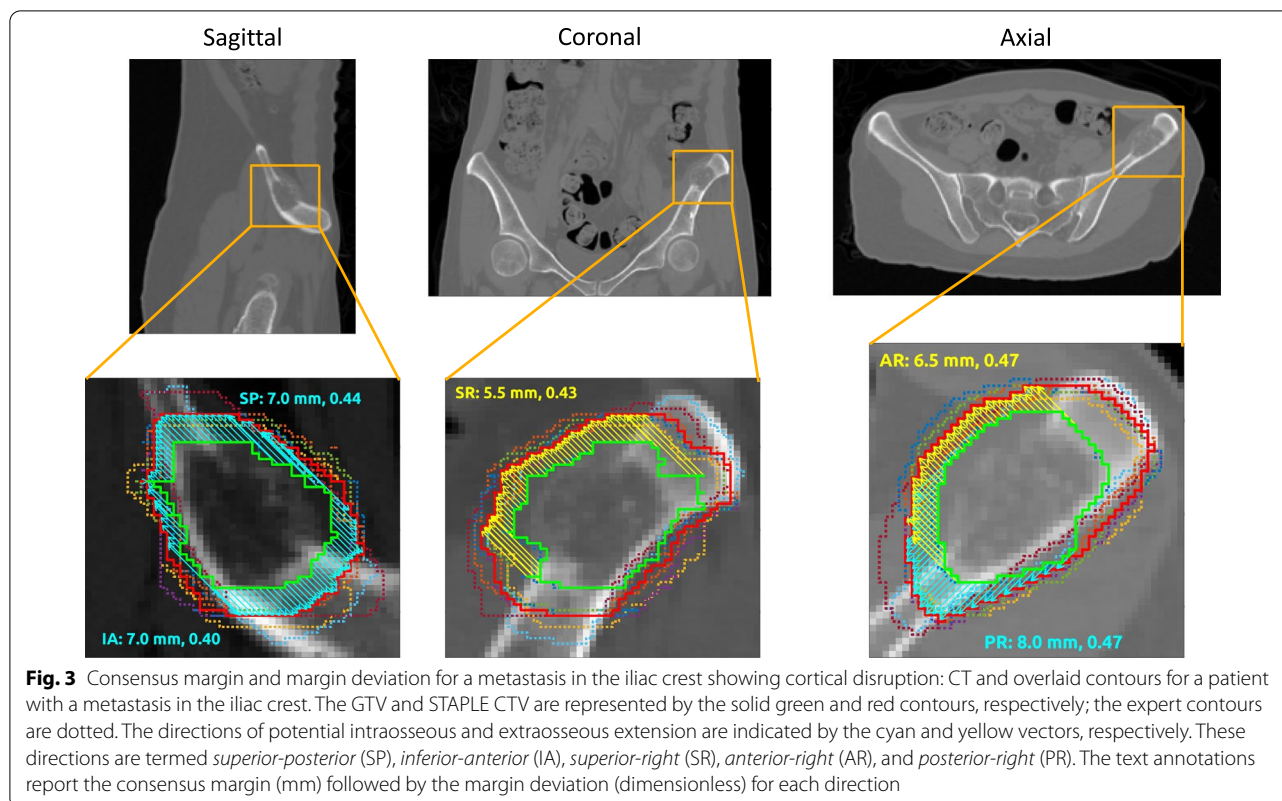 Sagittal
Coronal
Axial
SP: 7.0 mm, 0.44
IA: 7.0 mm, 0.40
SR: 5.5 mm, 0.43
AR: 6.5 mm, 0.47
PR: 8.0 mm, 0.47
Fig. 3 Consensus margin and margin deviation for a metastasis in the iliac crest showing cortical disruption: CT and overlaid contours for a patient
with a metastasis in the iliac crest. The GTV and STAPLE CTV are represented by the solid green and red contours, respectively; the expert contours
are dotted. The directions of potential intraosseous and extraosseous extension are indicated by the cyan and yellow vectors, respectively. These
directions are termed superior-posterior (SP), inferior-anterior (IA), superior-right (SR), anterior-right (AR), and posterior-right (PR). The text annotations
report the consensus margin (mm) followed by the margin deviation (dimensionless) for each direction